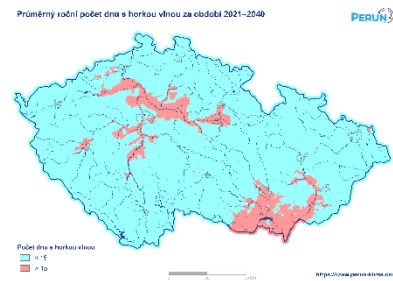 Průměrný roční počet dnů s horkou vlnou za období 2021–2040
PERUN
Počet dnů s horkou vlnou
< 15
> 15
https://www.perun-klima.cz